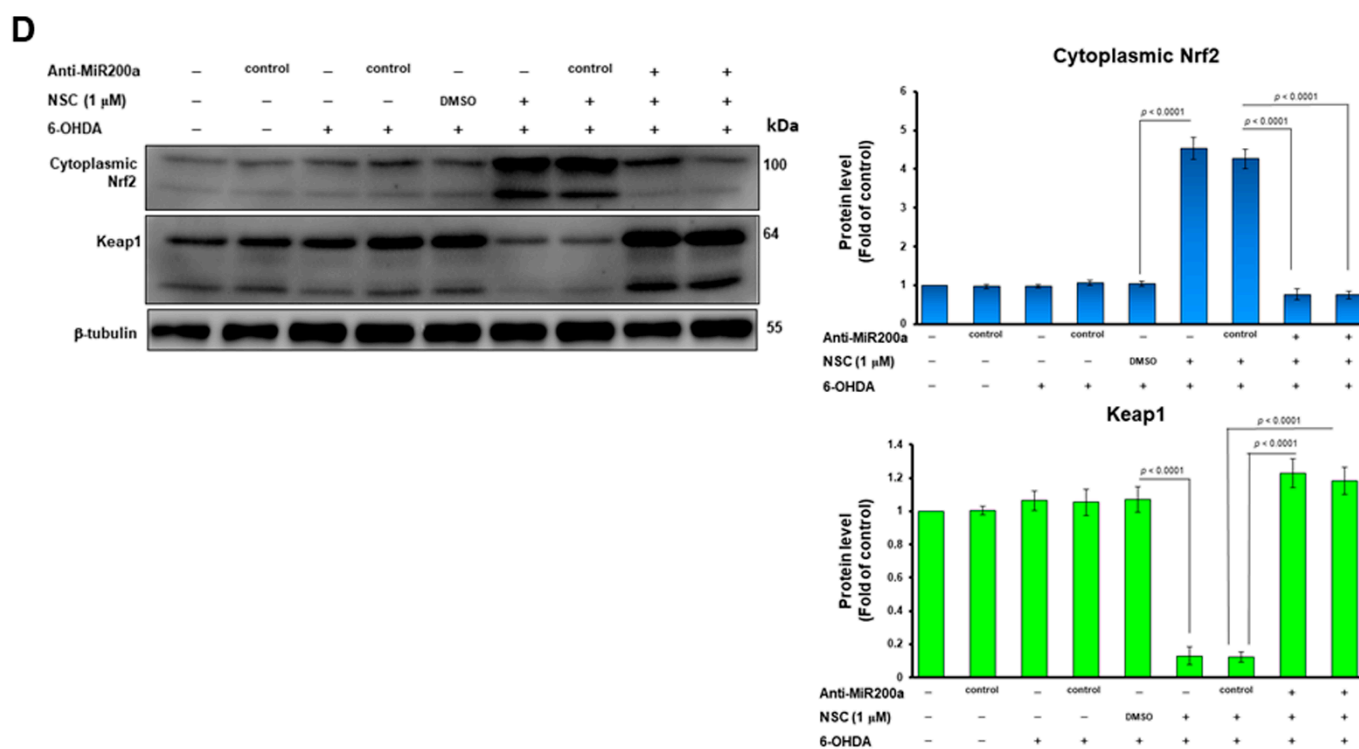 D
Anti-MiR200a – control – control – – control + +
NSC (1 μM) – – – – DMSO + + + +
6-OHDA – – + + + + + + +
kDa
Cytoplasmic
Nrf2
100
Keap1
64
β-tubulin
55
Cytoplasmic Nrf2
Protein level
(Fold of control)
6
5
4
3
2
1
0
p < 0.0001
p < 0.0001
p < 0.0001
Anti-MiR200a – control – control – – control + +
NSC (1 μM) – – – – DMSO + + + +
6-OHDA – – + + + + + + +
Keap1
Protein level
(Fold of control)
1.4
1.2
1
0.8
0.6
0.4
0.2
0
p < 0.0001
p < 0.0001
p < 0.0001
Anti-MiR200a – control – control – – control + +
NSC (1 μM) – – – – DMSO + + + +
6-OHDA – – + + + + + + +